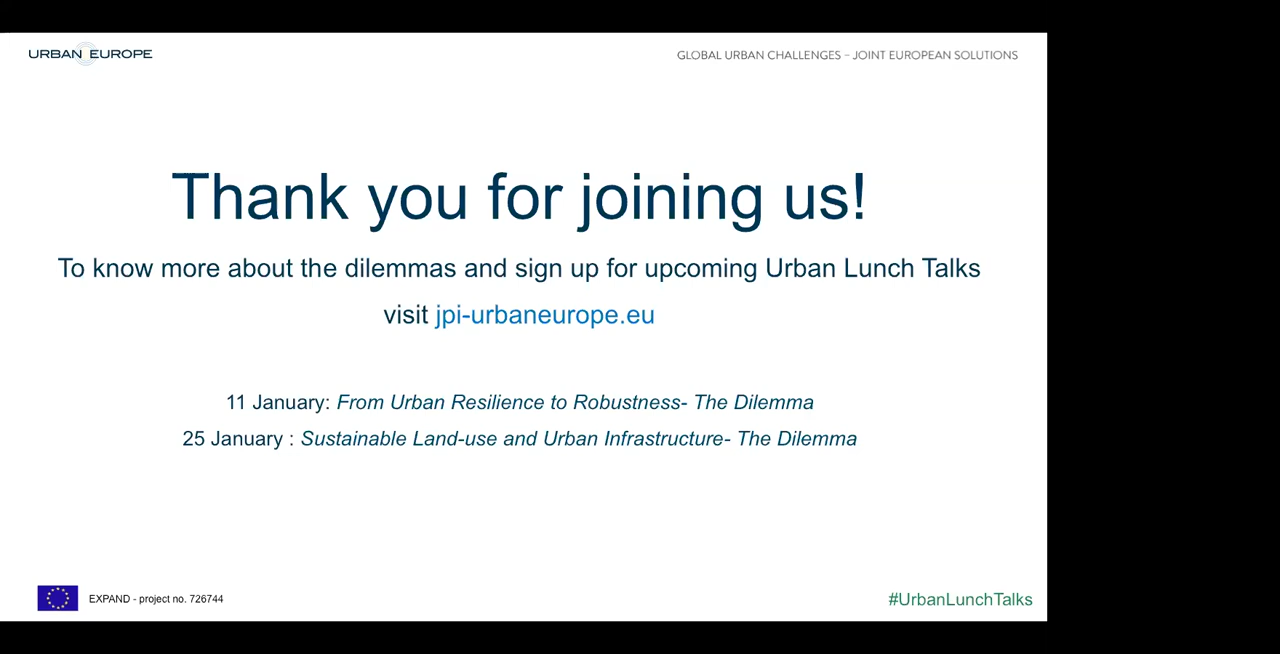 URBAN EUROPE
GLOBAL URBAN CHALLENGES – JOINT EUROPEAN SOLUTIONS
Thank you for joining us!
To know more about the dilemmas and sign up for upcoming Urban Lunch Talks
visit jpi-urbaneurope.eu
11 January: From Urban Resilience to Robustness- The Dilemma
25 January : Sustainable Land-use and Urban Infrastructure- The Dilemma
EXPAND - project no. 726744
#UrbanLunchTalks